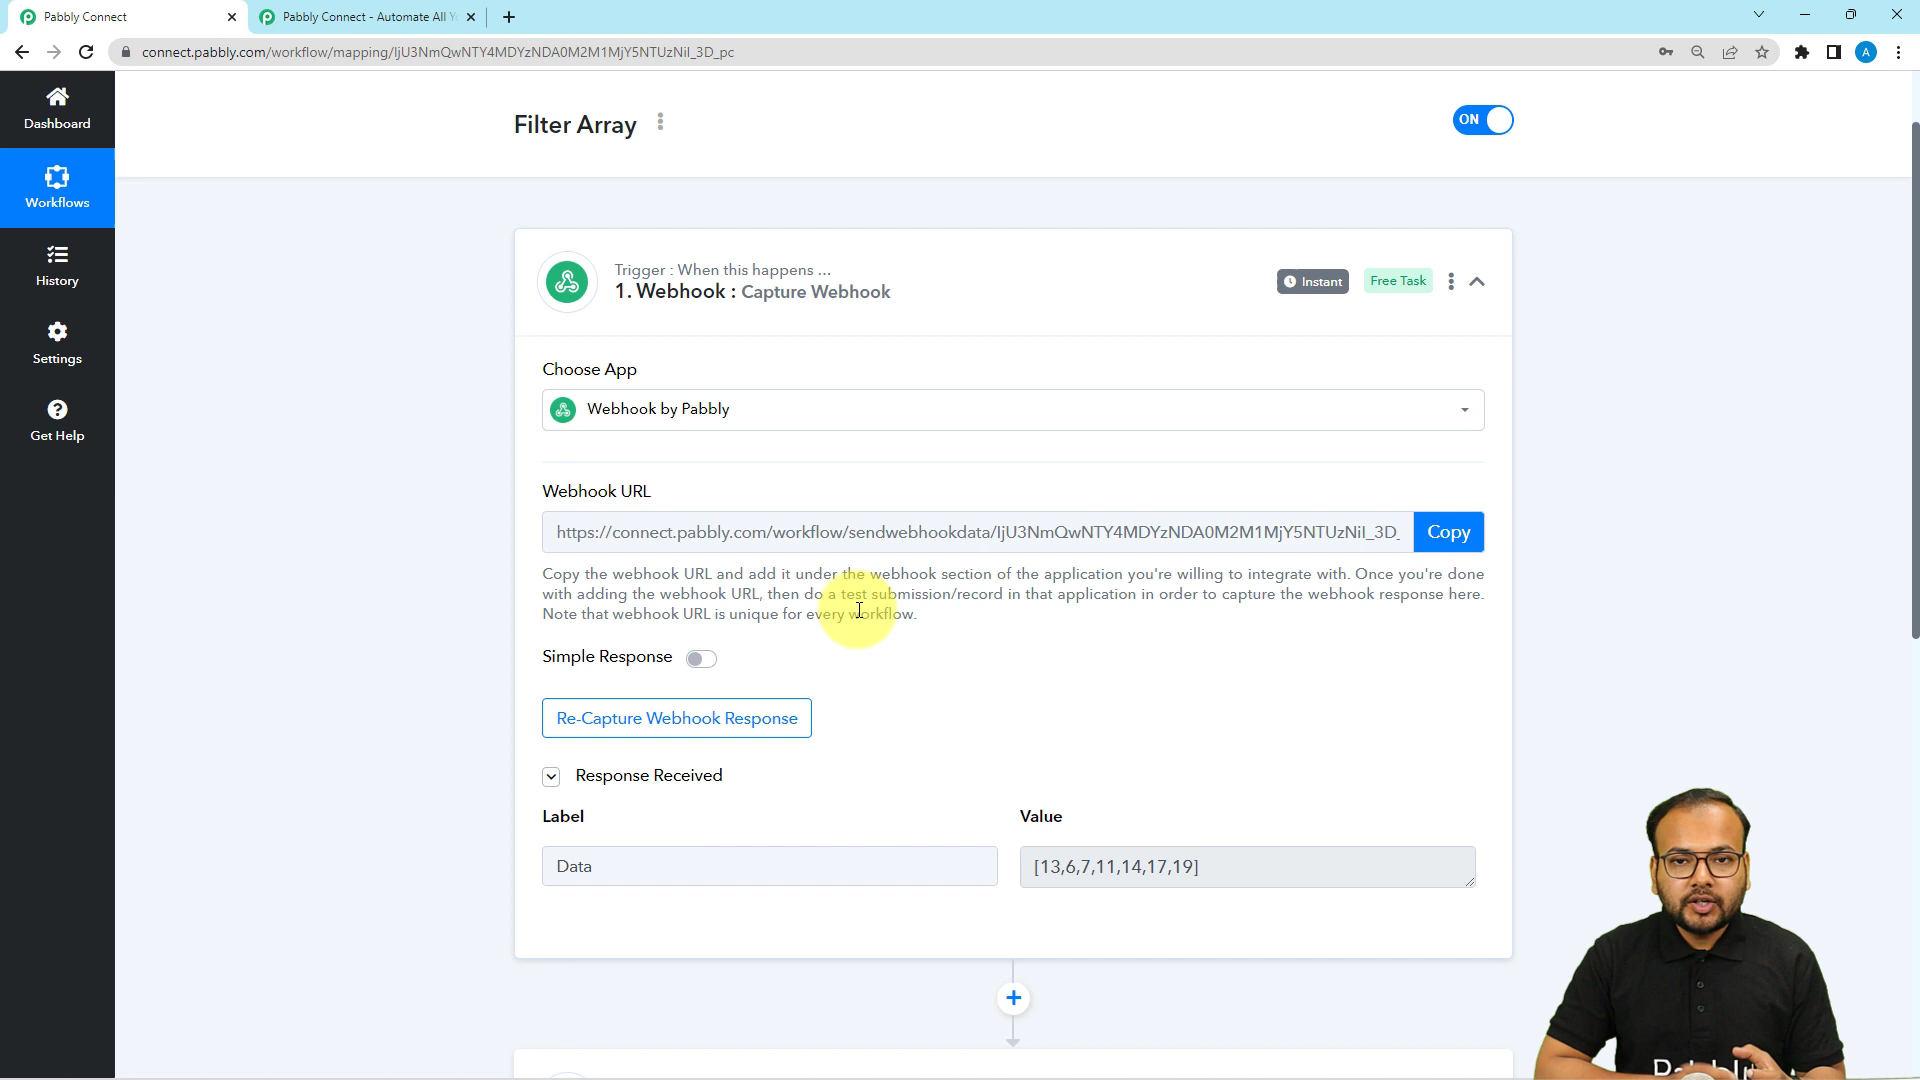 Pabbly Connect
Pabbly Connect - Automate All Y
connect.pabbly.com/workflow/mapping/IjU3NmQwNTY4MDYzNDA0M2M1MjY5NTUzNiI_3D_pc
A
Dashboard
Workflows
History
Settings
Get Help
Filter Array
ON
Trigger : When this happens ...
1. Webhook : Capture Webhook
Instant
Free Task
Choose App
Webhook by Pabbly
Webhook URL
https://connect.pabbly.com/workflow/sendwebhookdata/IjU3NmQwNTY4MDYzNDA0M2M1MjY5NTUzNiI_3D_
Copy
Copy the webhook URL and add it under the webhook section of the application you're willing to integrate with. Once you're done
with adding the webhook URL, then do a test submission/record in that application in order to capture the webhook response here.
Note that webhook URL is unique for every workflow.
Simple Response
Re-Capture Webhook Response
Response Received
Label
Value
Data
[13,6,7,11,14,17,19]